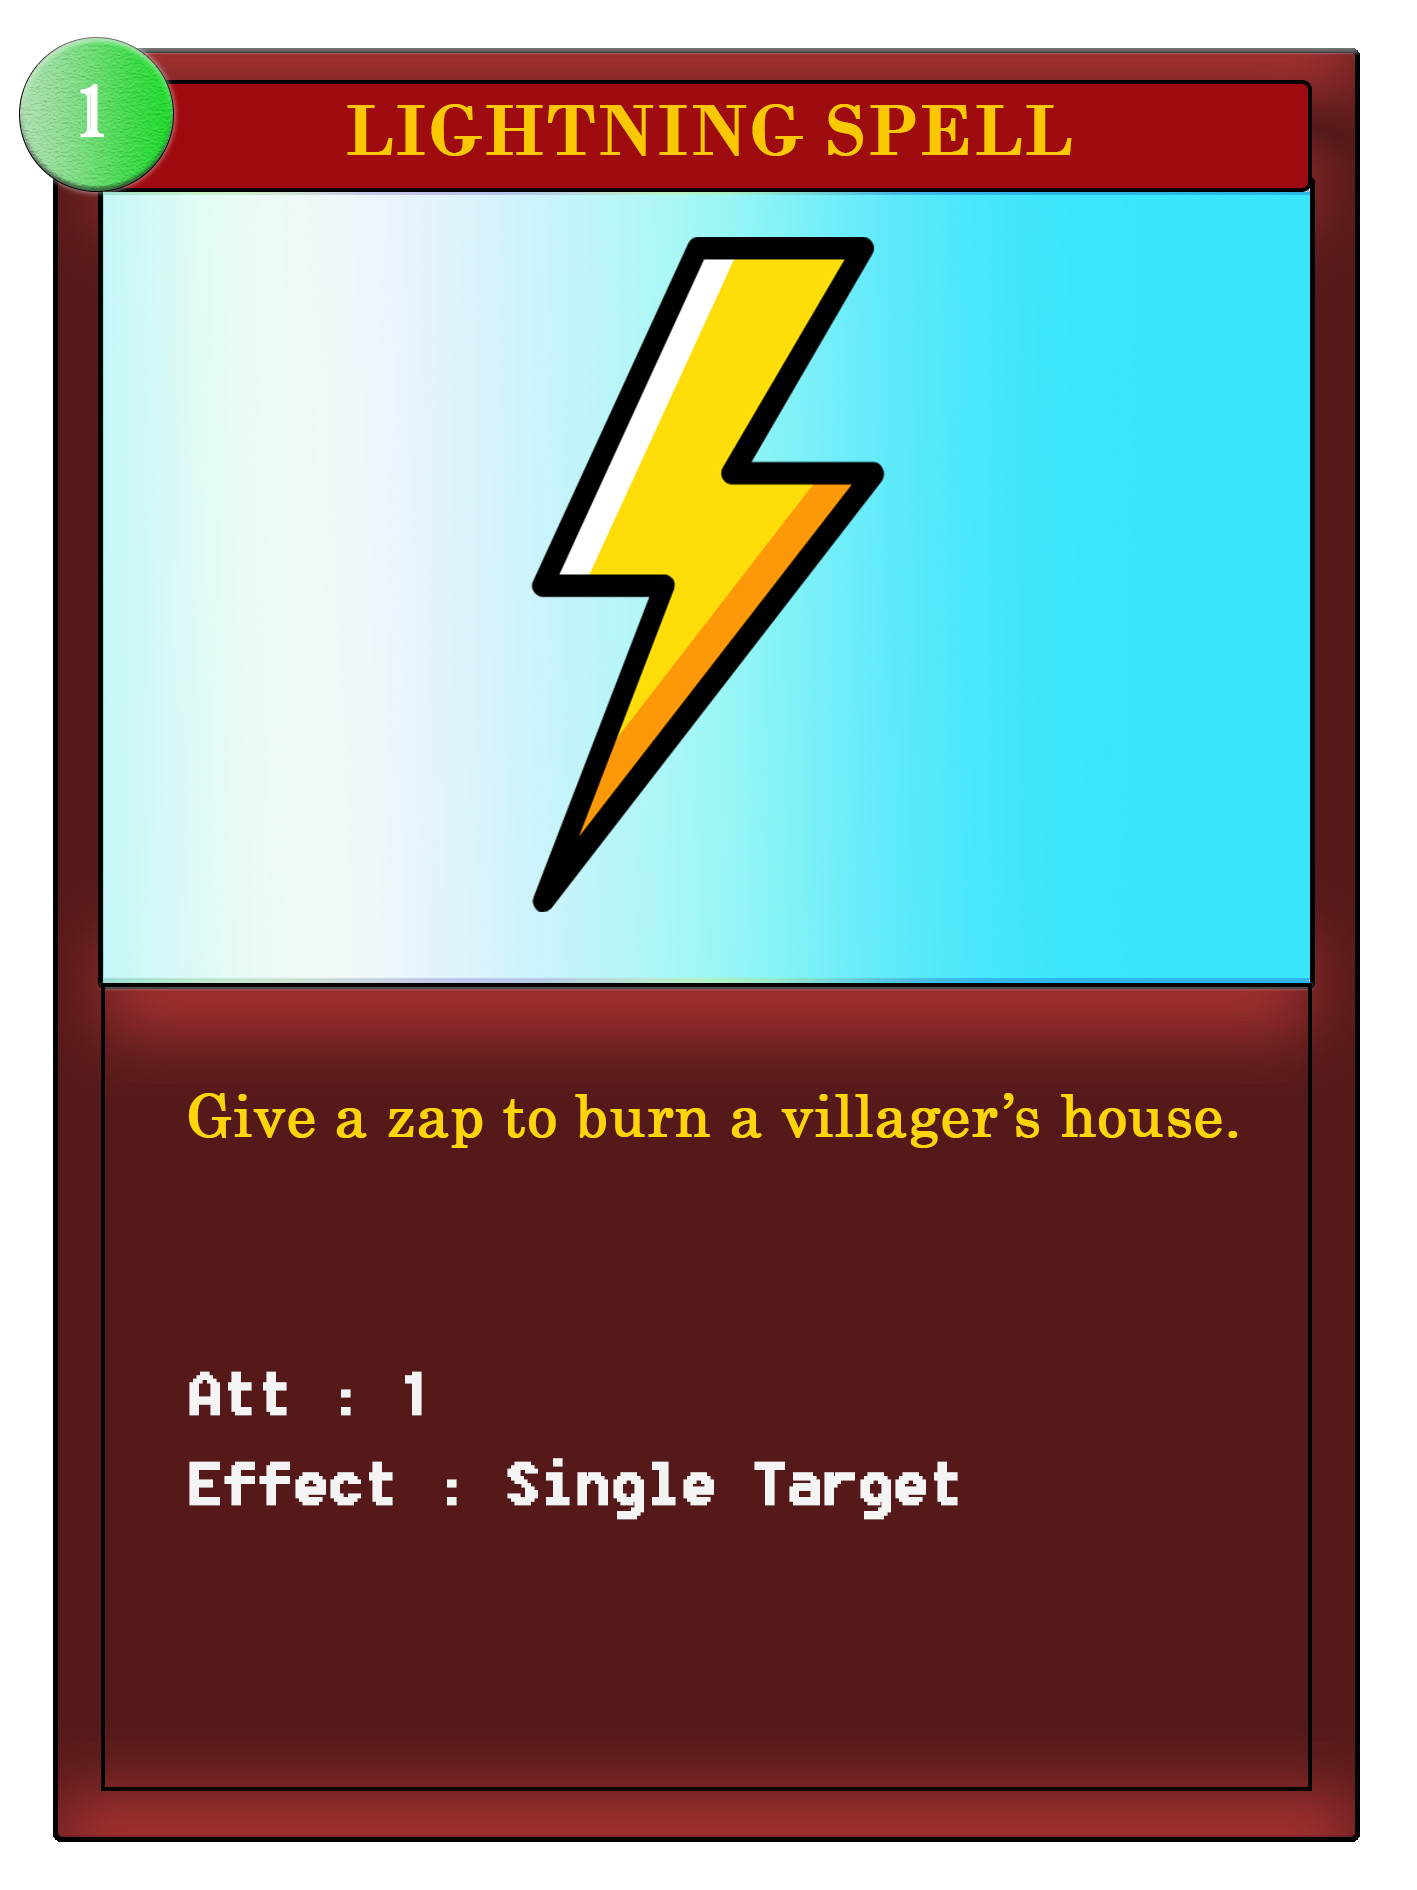 1
LIGHTNING SPELL
Give a zap to burn a villager’s house.
Att : 1
Effect : Single Target